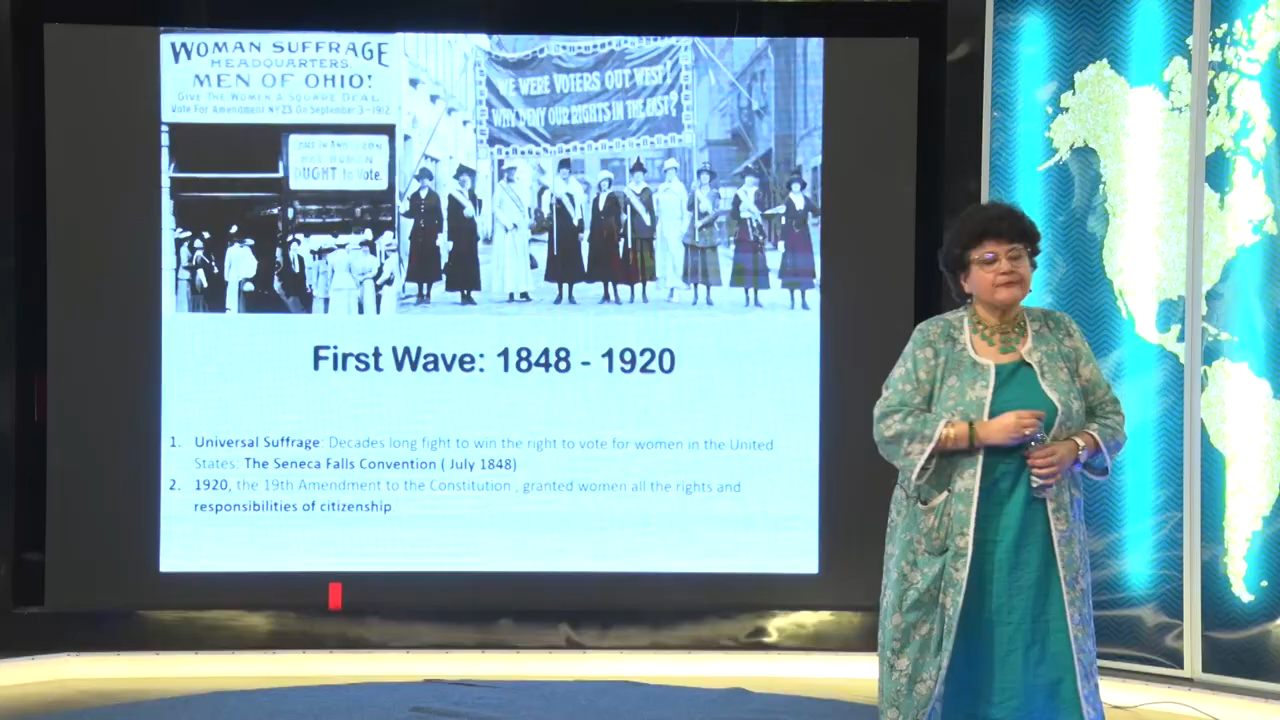 WOMAN SUFFRAGE
HEADQUARTERS.
MEN OF OHIO!
GIVE THE WOMEN A SQUARE DEAL
Vote For Amendment Nº 23 On September 3-1912
OUGHT to Vote.
WE WERE VOTERS OUT WEST!
WHY DENY OUR RIGHTS IN THE EAST?
First Wave: 1848 - 1920
1. Universal Suffrage: Decades long fight to win the right to vote for women in the United
States: The Seneca Falls Convention ( July 1848)
2. 1920, the 19th Amendment to the Constitution , granted women all the rights and
responsibilities of citizenship